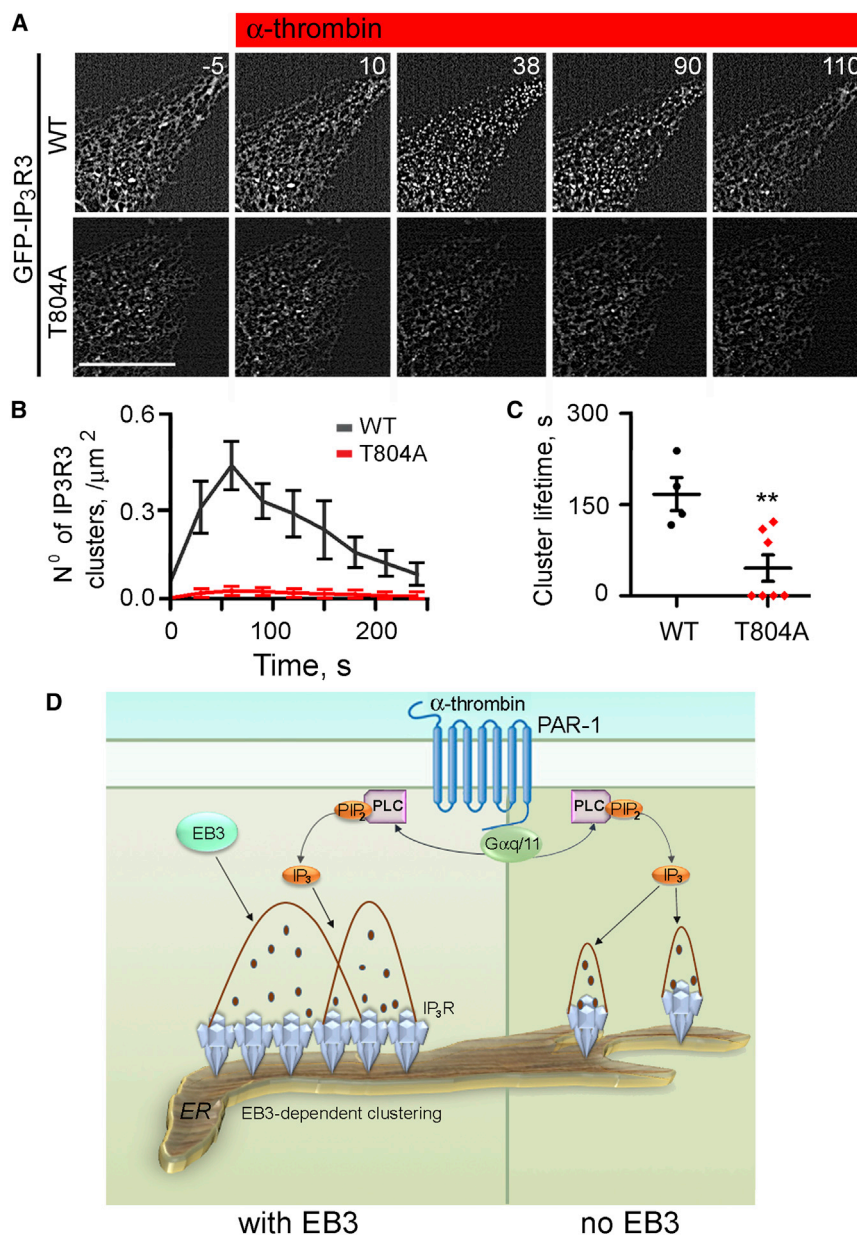 A
α-thrombin
GFP-IP3R3
WT
-5
10
38
90
110
T804A
B
N0 of IP3R3
clusters, /μm2
0.6
0.3
0.0
0
100
200
Time, s
WT
T804A
C
Cluster lifetime, s
300
150
0
**
WT
T804A
D
α-thrombin
PAR-1
PIP2
PLC
PLC
PIP2
EB3
Gαq/11
IP3
IP3
IP3R
ER
EB3-dependent clustering
with EB3
no EB3